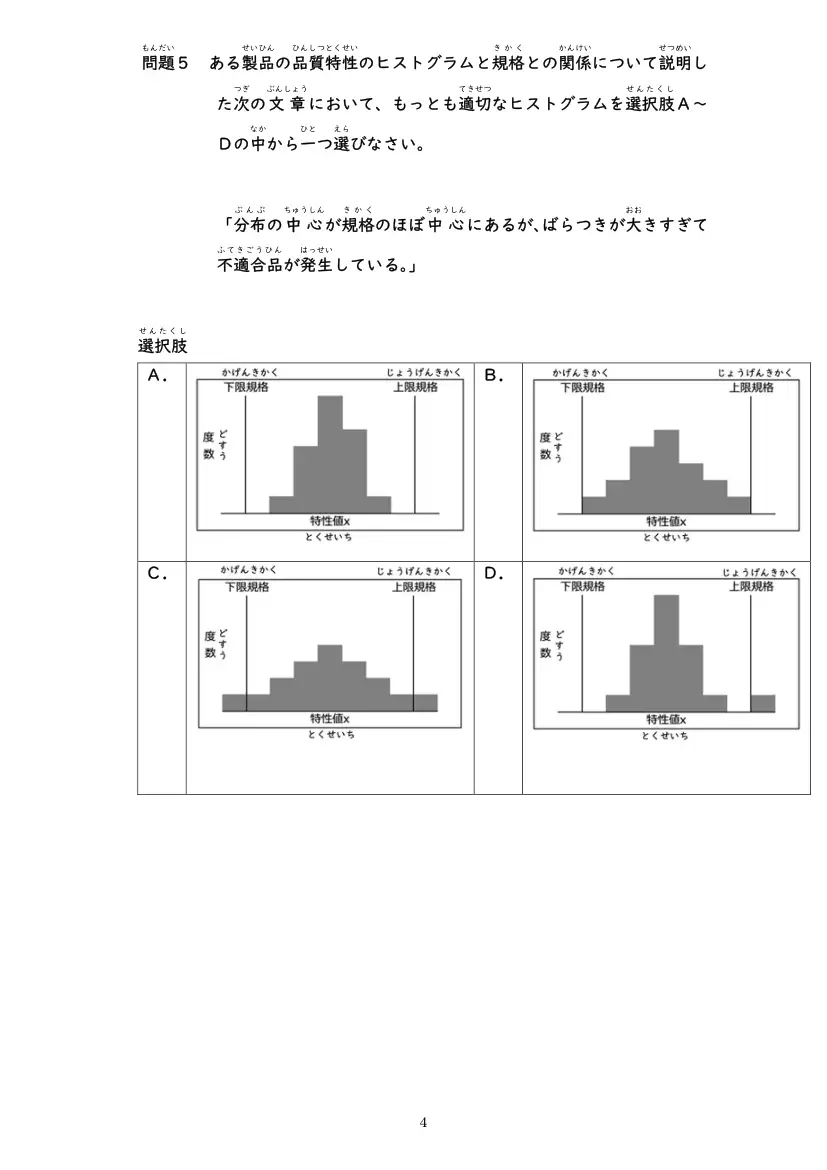 もんだい せいひん ひんしつとくせい きかく かんけい せつめい
問題５ ある製品の品質特性のヒストグラムと規格との関係について説明し
つぎ ぶんしょう てきせつ せんたくし
た次の文章において、もっとも適切なヒストグラムを選択肢Ａ～
なか ひと えら
Ｄの中から一つ選びなさい。
ぶんぷ ちゅうしん きかく ちゅうしん おお
「分布の中心が規格のほぼ中心にあるが、ばらつきが大きすぎて
ふてきごうひん はっせい
不適合品が発生している。」
せんたくし
選択肢
Ａ．
かげんきかく じょうげんきかく
下限規格 上限規格
度数 どすう
特性値x
とくせいち
Ｂ．
かげんきかく じょうげんきかく
下限規格 上限規格
度数 どすう
特性値x
とくせいち
Ｃ．
かげんきかく じょうげんきかく
下限規格 上限規格
度数 どすう
特性値x
とくせいち
Ｄ．
かげんきかく じょうげんきかく
下限規格 上限規格
度数 どすう
特性値x
とくせいち
4